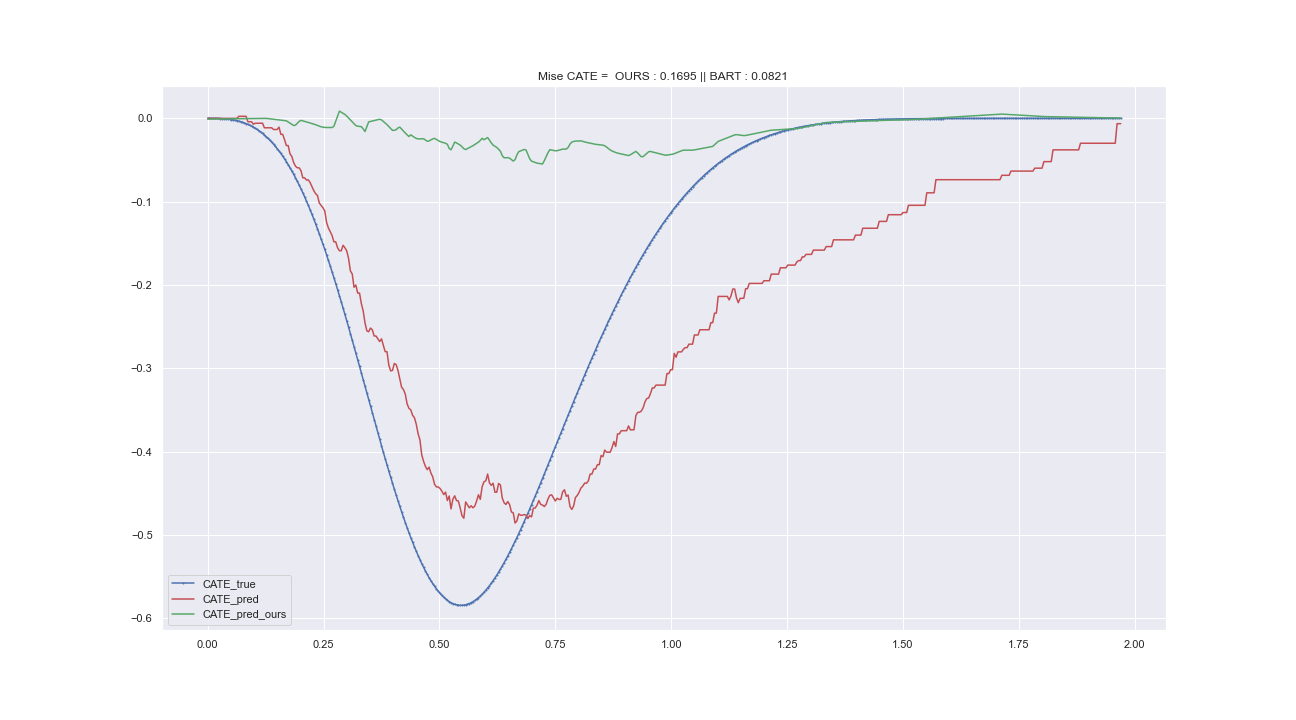 Mise CATE =  OURS : 0.1695 || BART : 0.0821
0.0
−0.1
−0.2
−0.3
−0.4
−0.5
−0.6
CATE_true
CATE_pred
CATE_pred_ours
0.00 0.25 0.50 0.75 1.00 1.25 1.50 1.75 2.00